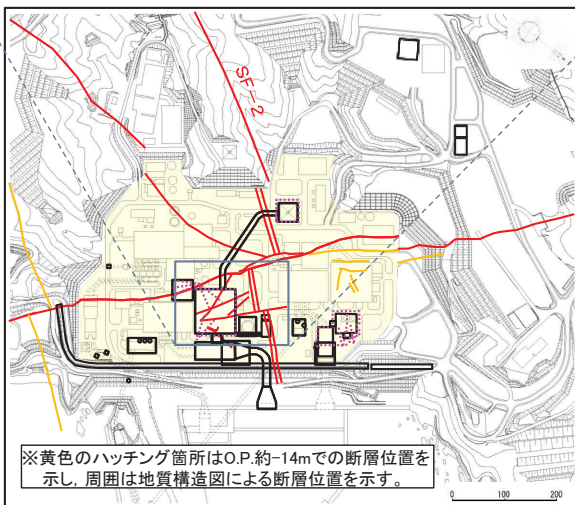 SF-2
※黄色のハッチング箇所はO.P.約-14mでの断層位置を
示し，周囲は地質構造図による断層位置を示す。
0 100 200